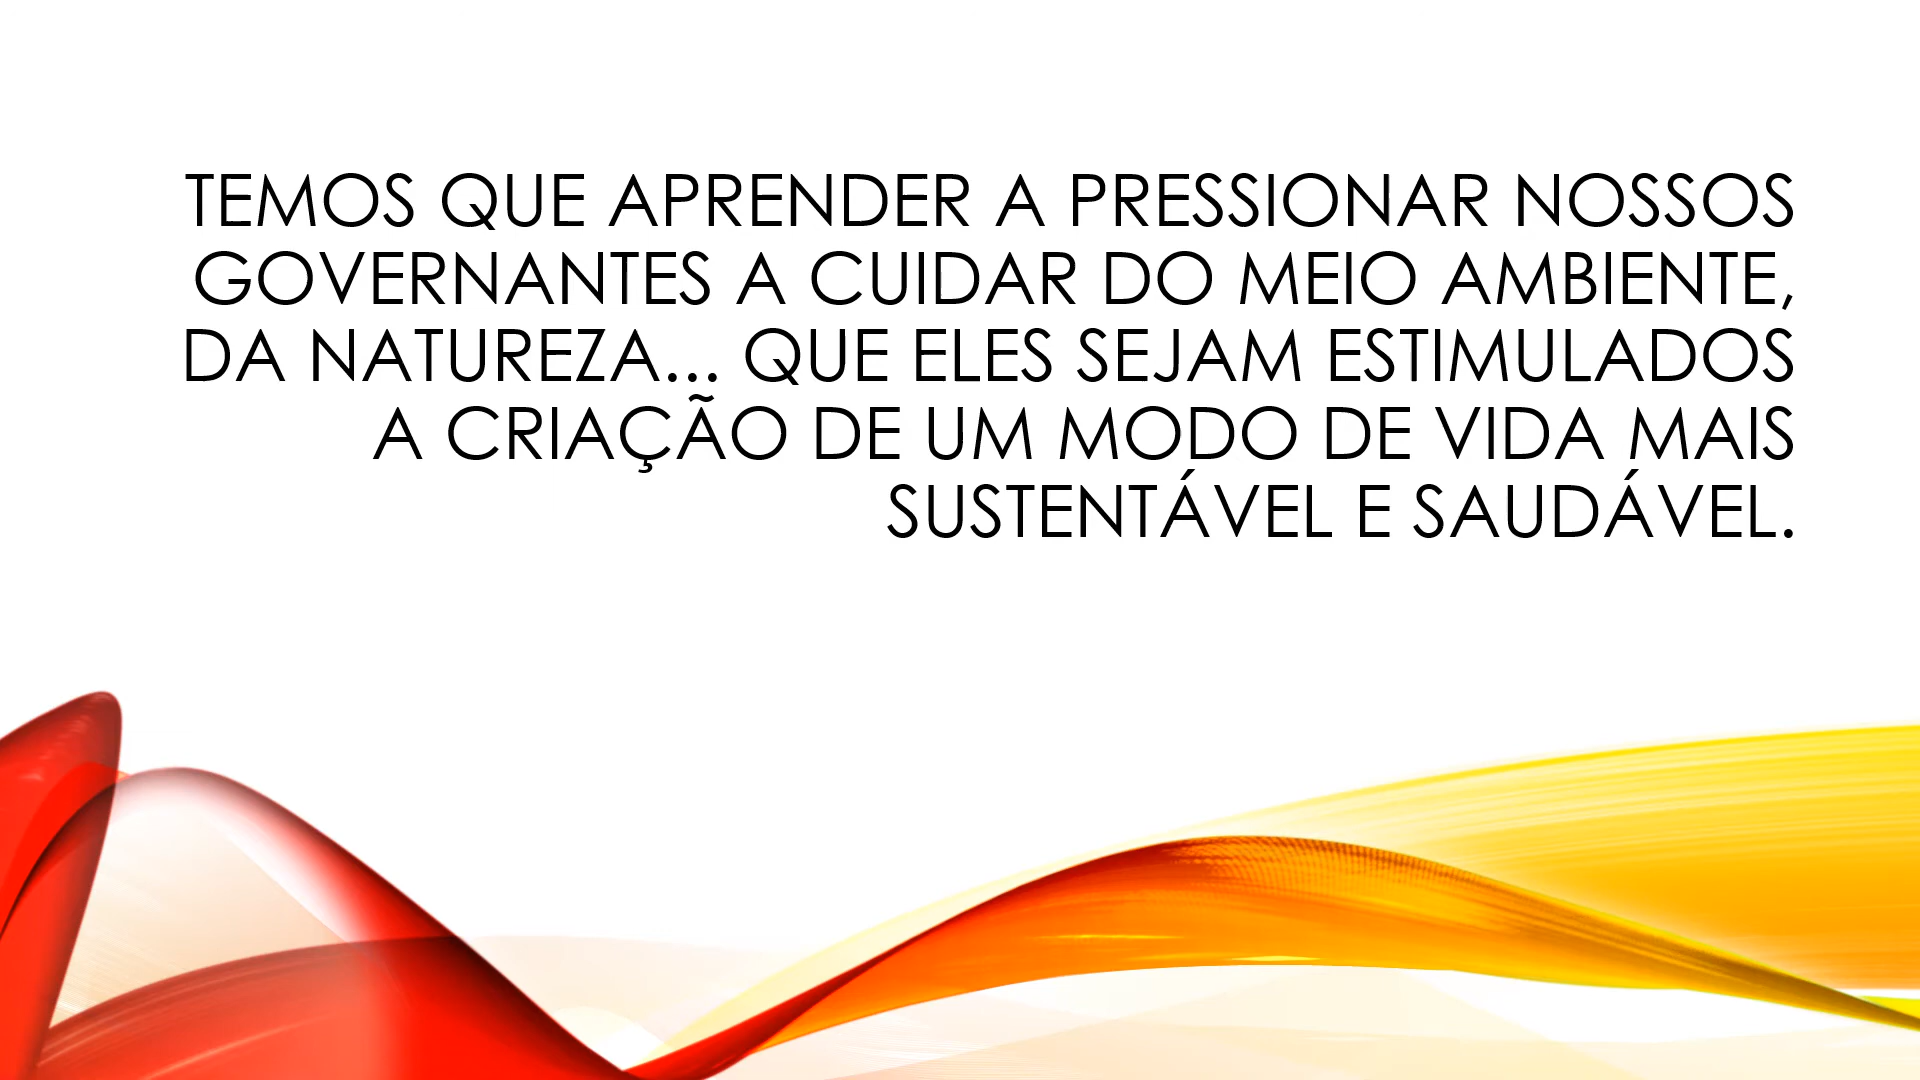 TEMOS QUE APRENDER A PRESSIONAR NOSSOS
GOVERNANTES A CUIDAR DO MEIO AMBIENTE,
DA NATUREZA... QUE ELES SEJAM ESTIMULADOS
A CRIAÇÃO DE UM MODO DE VIDA MAIS
SUSTENTÁVEL E SAUDÁVEL.